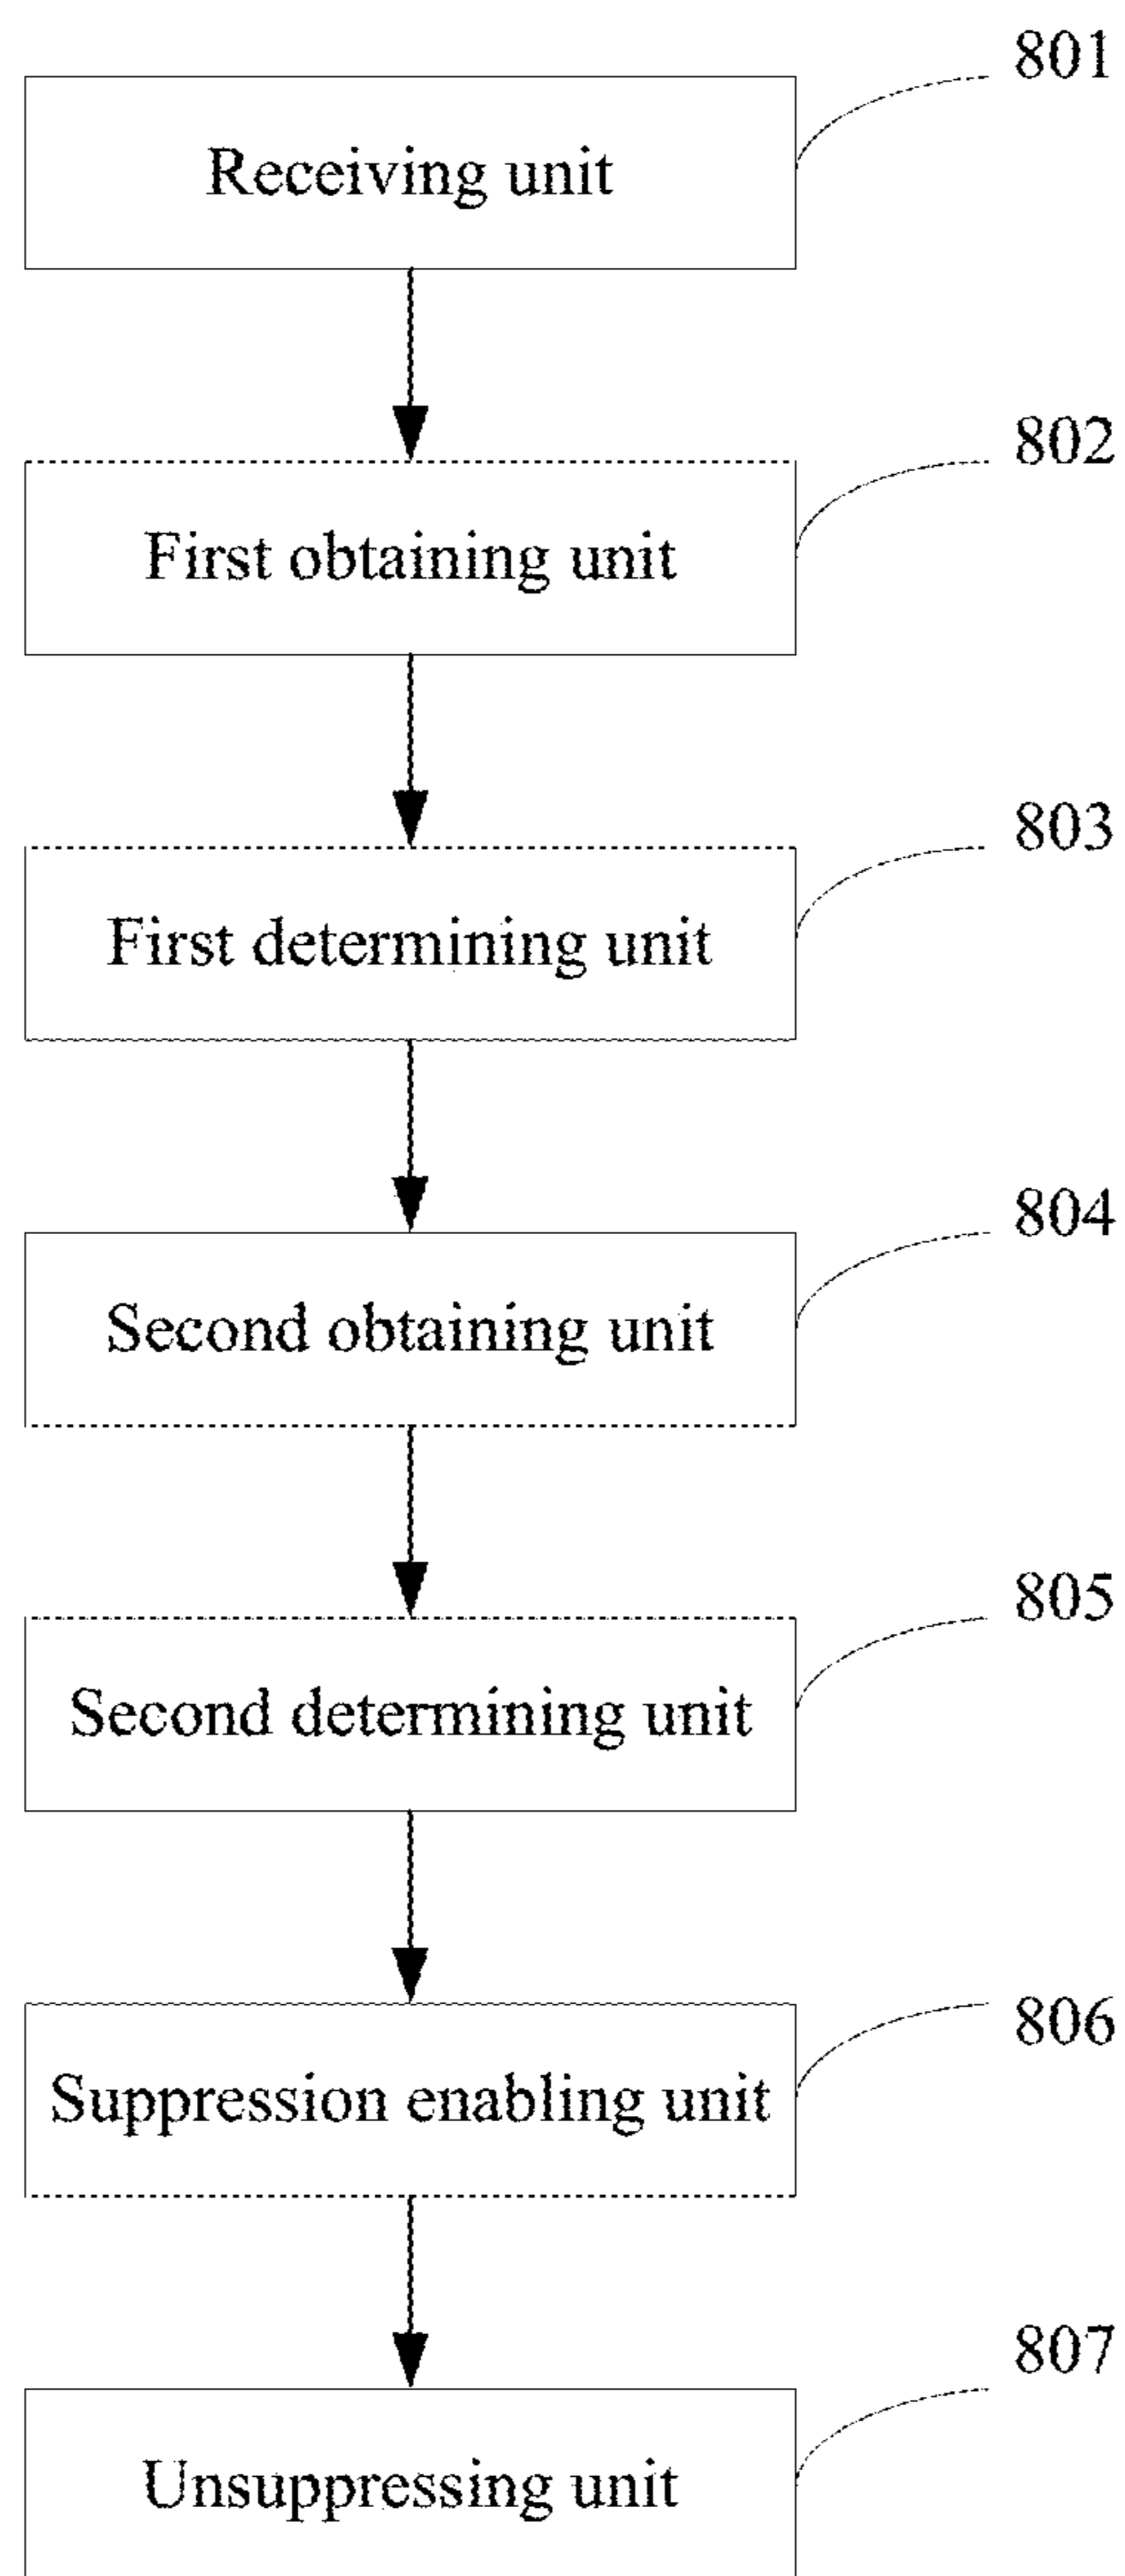 801
Receiving unit
802
First obtaining unit
803
First determining unit
804
Second obtaining unit
805
Second determining unit
806
Suppression enabling unit
807
Unsuppressing unit